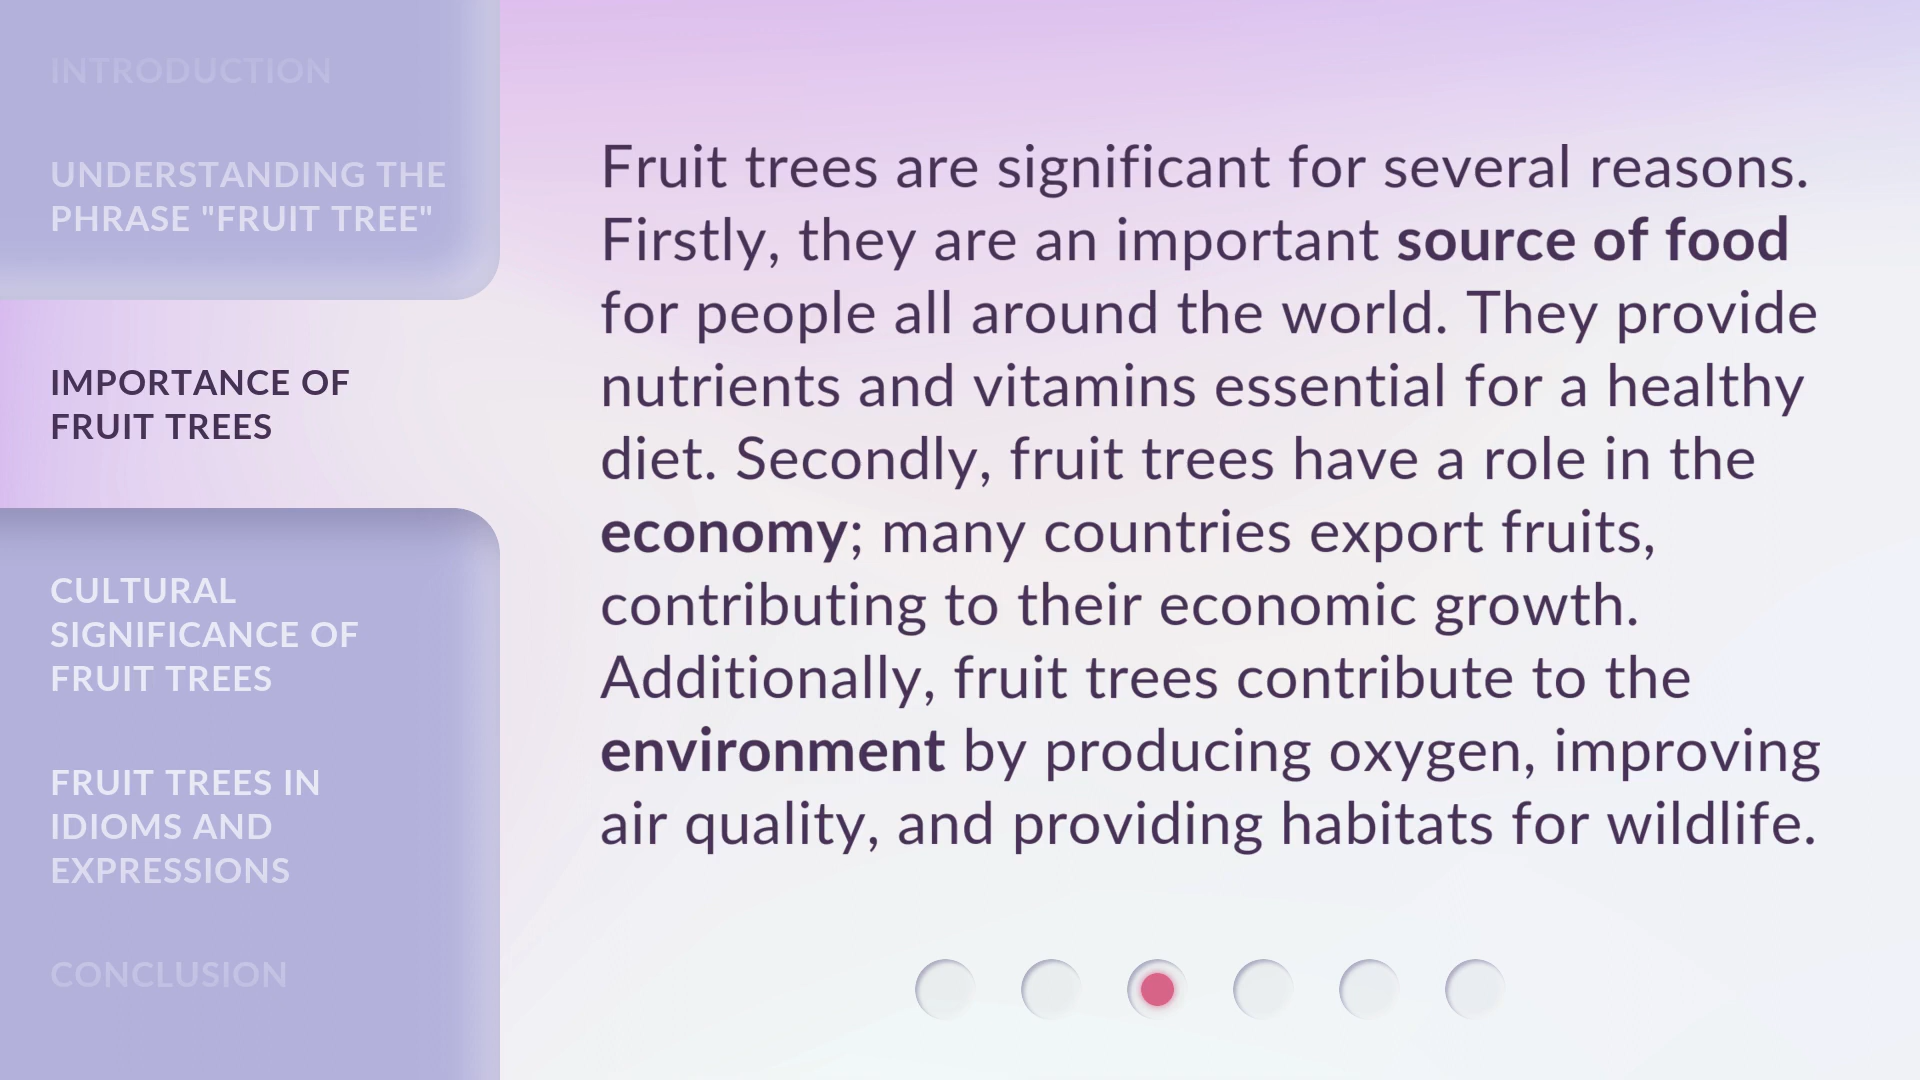 INTRODUCTION
UNDERSTANDING THE
PHRASE "FRUIT TREE"
IMPORTANCE OF
FRUIT TREES
CULTURAL
SIGNIFICANCE OF
FRUIT TREES
FRUIT TREES IN
IDIOMS AND
EXPRESSIONS
CONCLUSION
Fruit trees are significant for several reasons.
Firstly, they are an important source of food
for people all around the world. They provide
nutrients and vitamins essential for a healthy
diet. Secondly, fruit trees have a role in the
economy; many countries export fruits,
contributing to their economic growth.
Additionally, fruit trees contribute to the
environment by producing oxygen, improving
air quality, and providing habitats for wildlife.